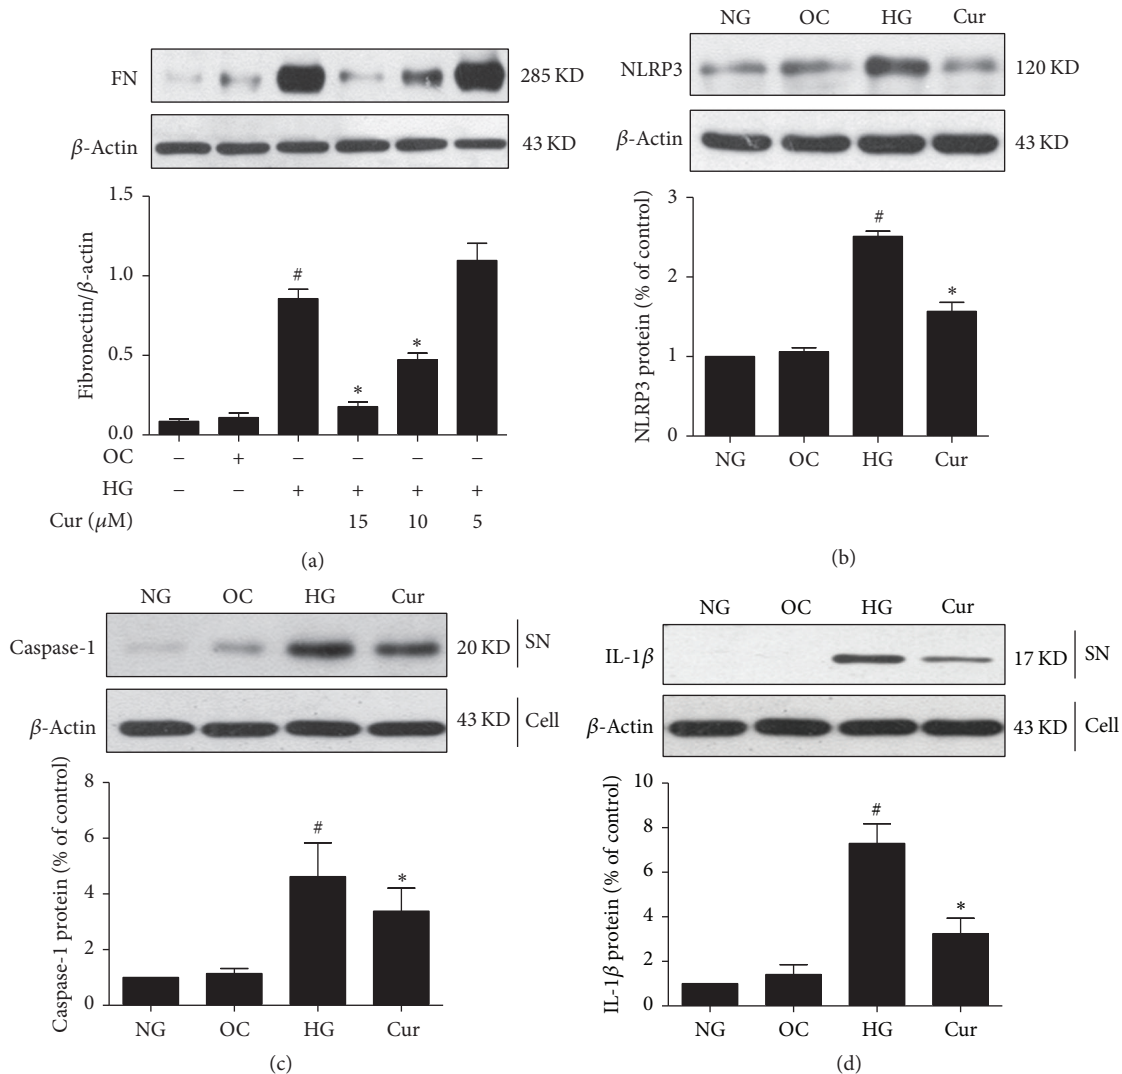 FN
285 KD
β-Actin
43 KD
Fibronectin/β-actin
1.5
1.0
0.5
0.0
#
*
*
OC − + − − − −
HG − − + + + +
Cur (μM) 15 10 5
(a)
NG OC HG Cur
NLRP3
120 KD
β-Actin
43 KD
NLRP3 protein (% of control)
3
2
1
0
#
*
NG OC HG Cur
(b)
NG OC HG Cur
Caspase-1
20 KD
SN
β-Actin
43 KD
Cell
Caspase-1 protein (% of control)
8
6
4
2
0
#
*
NG OC HG Cur
(c)
NG OC HG Cur
IL-1β
17 KD
SN
β-Actin
43 KD
Cell
IL-1β protein (% of control)
10
8
6
4
2
0
#
*
NG OC HG Cur
(d)